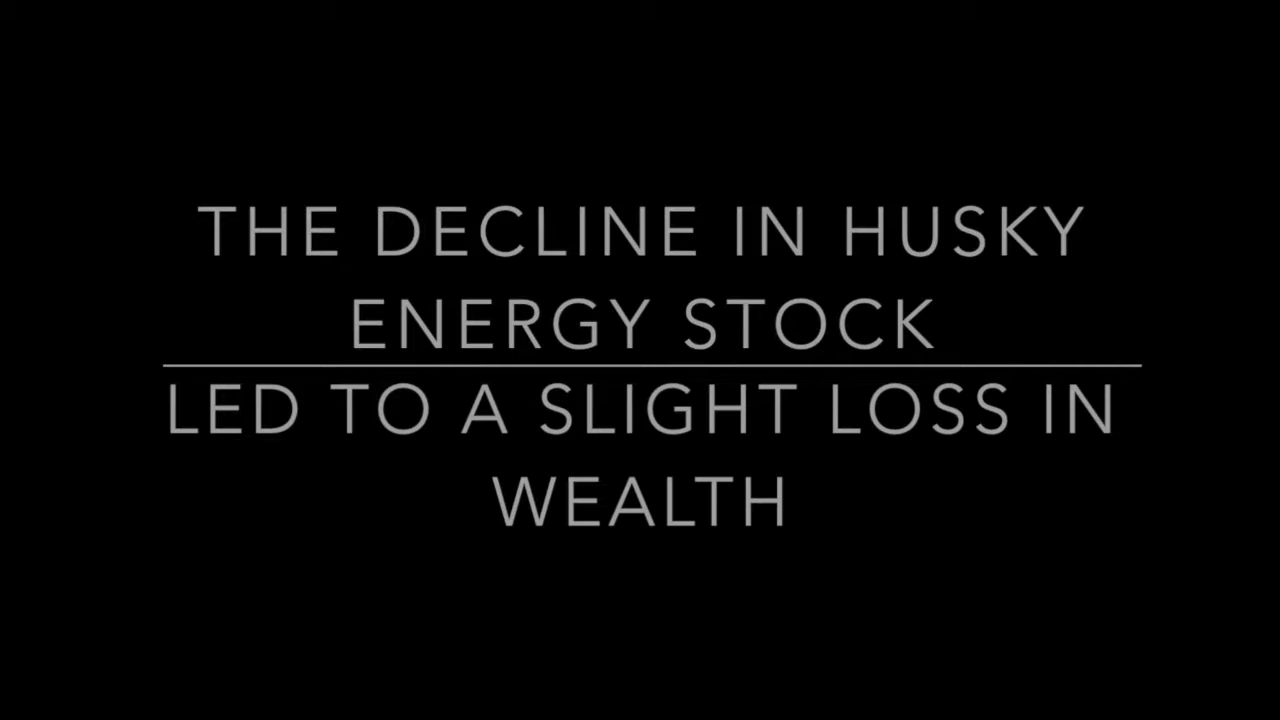 THE DECLINE IN HUSKY
ENERGY STOCK
LED TO A SLIGHT LOSS IN
WEALTH